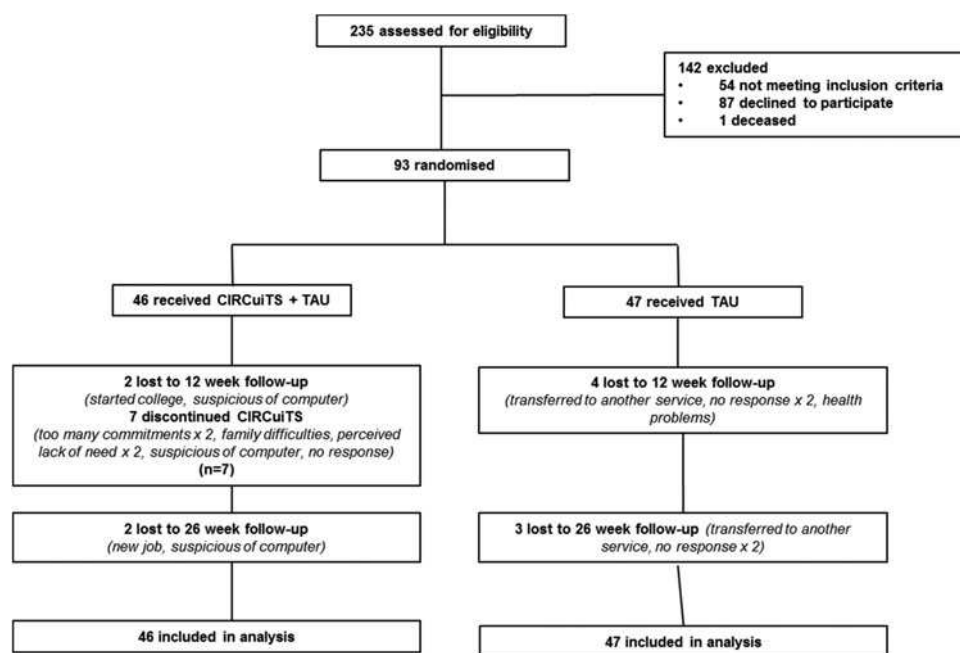 235 assessed for eligibility
142 excluded
• 54 not meeting inclusion criteria
• 87 declined to participate
• 1 deceased
93 randomised
46 received CIRCuiTS + TAU
47 received TAU
2 lost to 12 week follow-up
(started college, suspicious of computer)
7 discontinued CIRCuiTS
(too many commitments x 2, family difficulties, perceived
lack of need x 2, suspicious of computer, no response)
(n=7)
4 lost to 12 week follow-up
(transferred to another service, no response x 2, health
problems)
2 lost to 26 week follow-up
(new job, suspicious of computer)
3 lost to 26 week follow-up (transferred to another
service, no response x 2)
46 included in analysis
47 included in analysis